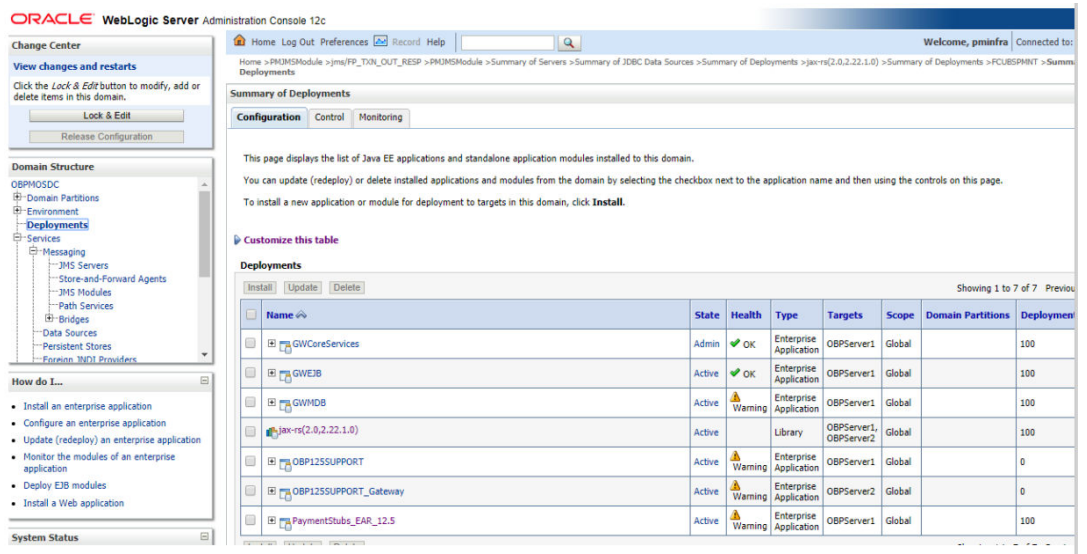 ORACLE WebLogic Server Administration Console 12c
Change Center
View changes and restarts
Click the Lock & Edit button to modify, add or
delete items in this domain.
Lock & Edit
Release Configuration
Domain Structure
OBPMOSDC
Domain Partitions
Environment
Deployments
Services
Messaging
JMS Servers
Store-and-Forward Agents
JMS Modules
Path Services
Bridges
Data Sources
Persistent Stores
Foreign JNDI Providers
How do I...
Install an enterprise application
Configure an enterprise application
Update (redeploy) an enterprise application
Monitor the modules of an enterprise
application
Deploy EJB modules
Install a Web application
System Status
Home Log Out Preferences Record Help
Welcome, pminfra Connected to:
Home >PMJMSModule >jms/FP_TXN_OUT_RESP >PMJMSModule >Summary of Servers >Summary of JDBC Data Sources >Summary of Deployments >jax-rs(2.0,2.22.1.0) >Summary of Deployments >FCUBSPMNT >Summa
Deployments
Summary of Deployments
Configuration Control Monitoring
This page displays the list of Java EE applications and standalone application modules installed to this domain.
You can update (redeploy) or delete installed applications and modules from the domain by selecting the checkbox next to the application name and then using the controls on this page.
To install a new application or module for deployment to targets in this domain, click Install.
Customize this table
Deployments
Install Update Delete Showing 1 to 7 of 7 Previou
Name State Health Type Targets Scope Domain Partitions Deployment
GWCoreServices Admin OK Enterprise Application OBPServer1 Global 100
GWEJB Active OK Enterprise Application OBPServer1 Global 100
GWMDB Active Warning Enterprise Application OBPServer1 Global 100
jax-rs(2.0,2.22.1.0) Active Library OBPServer1, OBPServer2 Global 100
OBP125SUPPORT Active Warning Enterprise Application OBPServer1 Global 0
OBP125SUPPORT_Gateway Active Warning Enterprise Application OBPServer2 Global 0
PaymentStubs_EAR_12.5 Active Warning Enterprise Application OBPServer1 Global 100